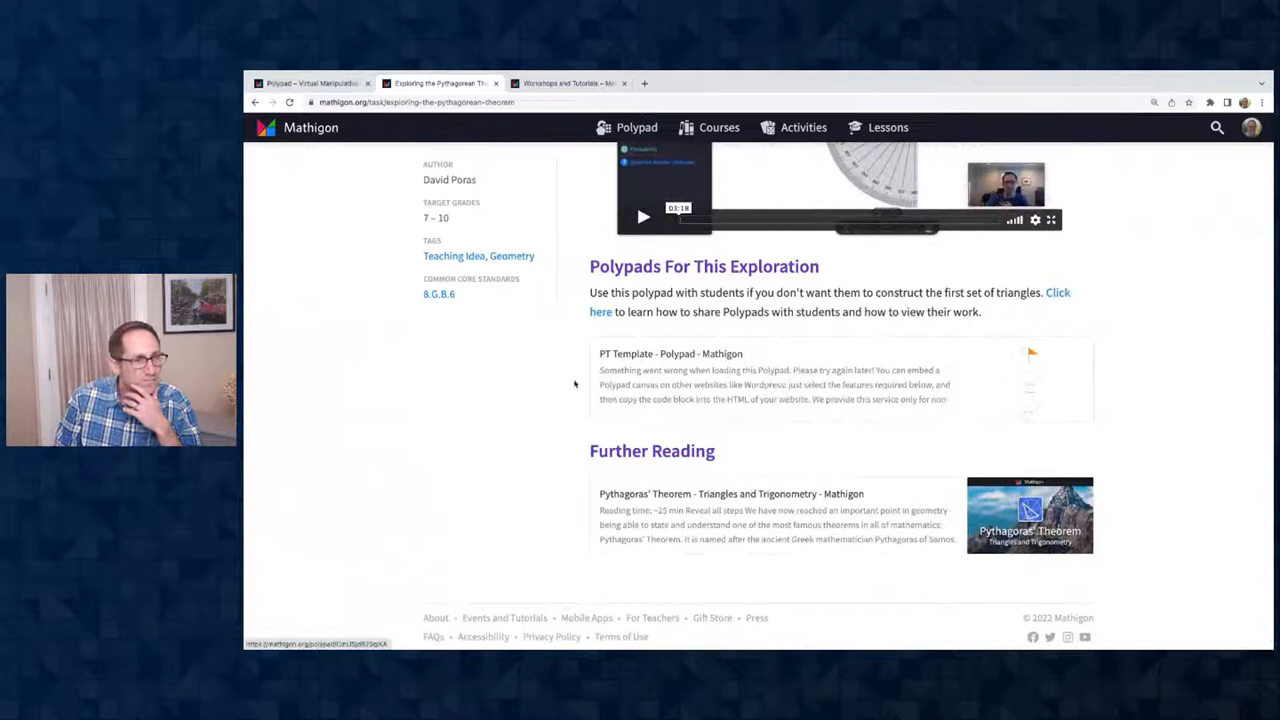 Polypad – Virtual Manipulative
Exploring the Pythagorean The
Workshops and Tutorials – Ma
mathigon.org/task/exploring-the-pythagorean-theorem
Mathigon
Polypad
Courses
Activities
Lessons
AUTHOR
David Poras
TARGET GRADES
7 – 10
TAGS
Teaching Idea, Geometry
COMMON CORE STANDARDS
8.G.B.6
03:18
Polypads For This Exploration
Use this polypad with students if you don't want them to construct the first set of triangles. Click
here to learn how to share Polypads with students and how to view their work.
PT Template - Polypad - Mathigon
Something went wrong when loading this Polypad. Please try again later! You can embed a
Polypad canvas on other websites like Wordpress: just select the features required below, and
then copy the code block into the HTML of your website. We provide this service only for non
Further Reading
Pythagoras' Theorem - Triangles and Trigonometry - Mathigon
Reading time: ~25 min Reveal all steps We have now reached an important point in geometry
being able to state and understand one of the most famous theorems in all of mathematics:
Pythagoras' Theorem. It is named after the ancient Greek mathematician Pythagoras of Samos.
Mathigon
Pythagoras' Theorem
Triangles and Trigonometry
About • Events and Tutorials • Mobile Apps • For Teachers • Gift Store • Press
© 2022 Mathigon
FAQs • Accessibility • Privacy Policy • Terms of Use